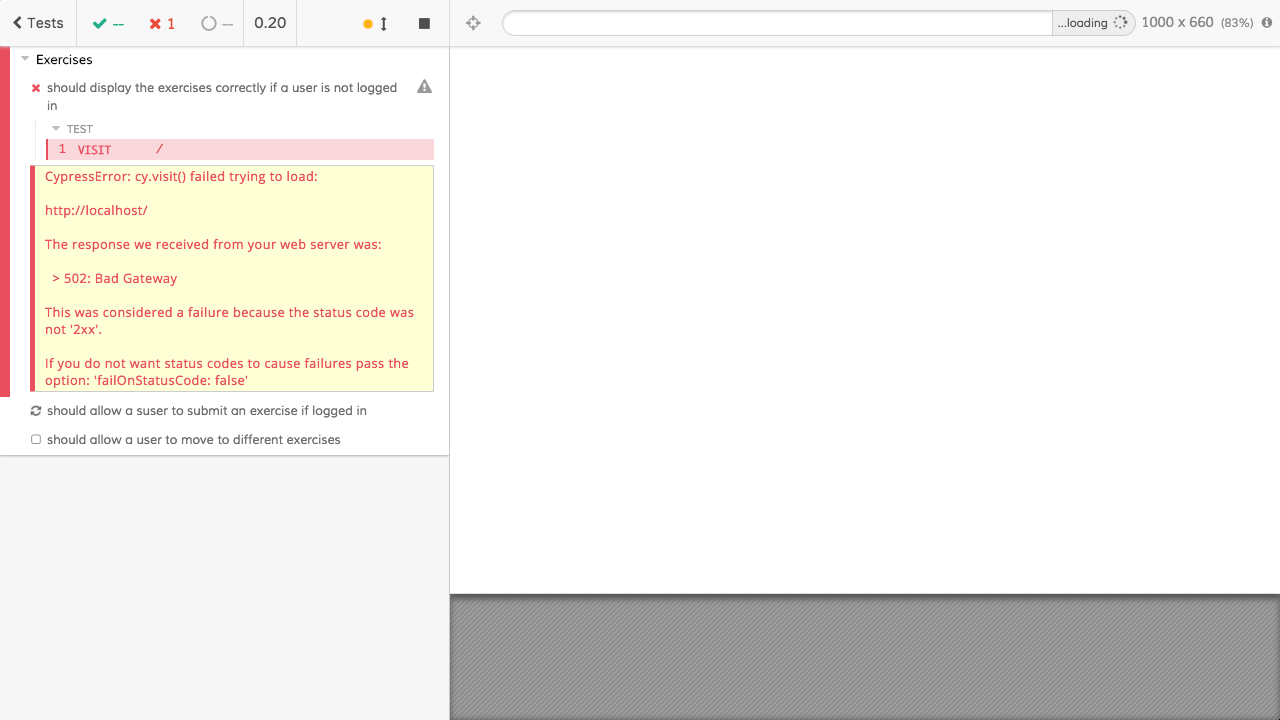 Tests -- 1 -- 0.20 ...loading 1000 x 660 (83%)
Exercises
should display the exercises correctly if a user is not logged
in
TEST
1 VISIT /
CypressError: cy.visit() failed trying to load:
http://localhost/
The response we received from your web server was:
> 502: Bad Gateway
This was considered a failure because the status code was
not '2xx'.
If you do not want status codes to cause failures pass the
option: 'failOnStatusCode: false'
should allow a suser to submit an exercise if logged in
should allow a user to move to different exercises